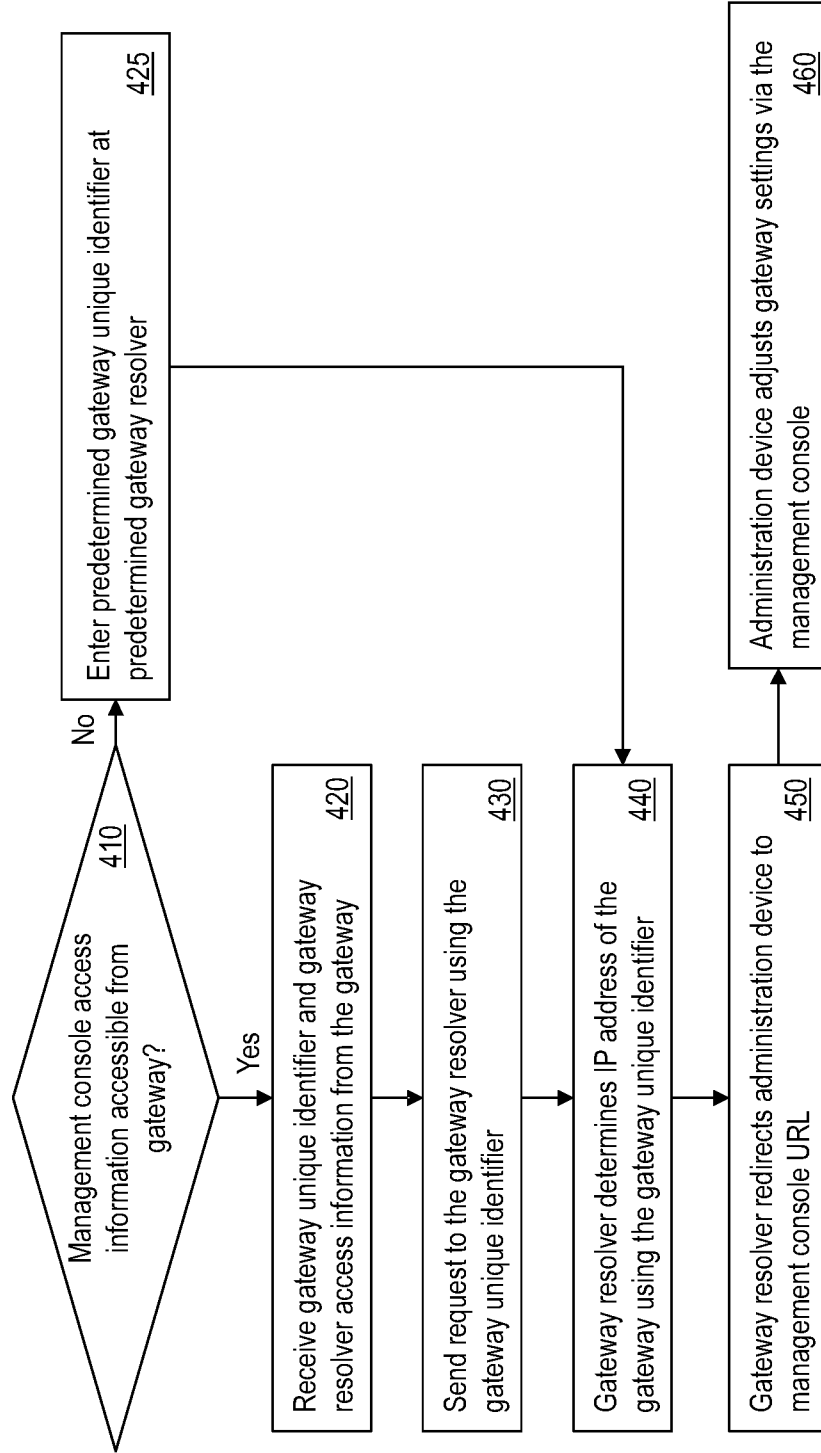 Management console access
information accessible from
gateway?
410
No
Enter predetermined gateway unique identifier at
predetermined gateway resolver
425
Yes
Receive gateway unique identifier and gateway
resolver access information from the gateway
420
Send request to the gateway resolver using the
gateway unique identifier
430
Gateway resolver determines IP address of the
gateway using the gateway unique identifier
440
Gateway resolver redirects administration device to
management console URL
450
Administration device adjusts gateway settings via the
management console
460